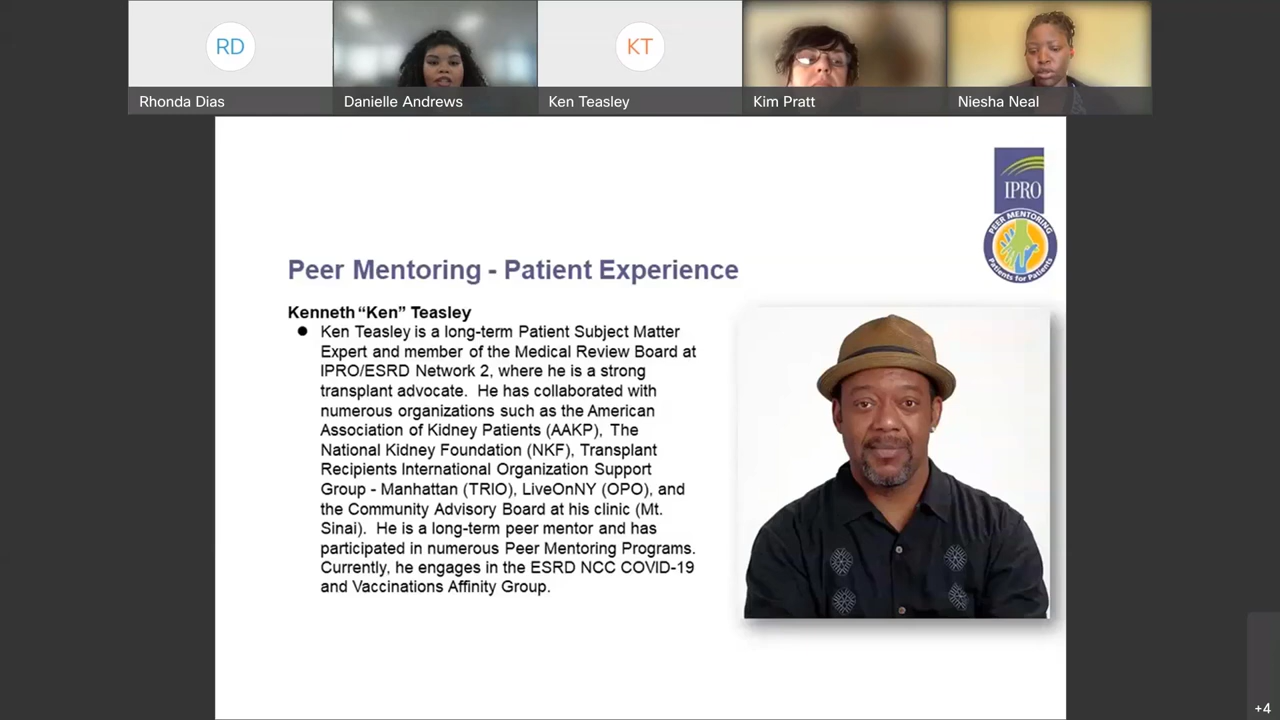 RD
KT
Rhonda Dias
Danielle Andrews
Ken Teasley
Kim Pratt
Niesha Neal
IPRO
PEER MENTORING
Patients for Patients
Peer Mentoring - Patient Experience
Kenneth “Ken” Teasley
● Ken Teasley is a long-term Patient Subject Matter
Expert and member of the Medical Review Board at
IPRO/ESRD Network 2, where he is a strong
transplant advocate.  He has collaborated with
numerous organizations such as the American
Association of Kidney Patients (AAKP), The
National Kidney Foundation (NKF), Transplant
Recipients International Organization Support
Group - Manhattan (TRIO), LiveOnNY (OPO), and
the Community Advisory Board at his clinic (Mt.
Sinai).  He is a long-term peer mentor and has
participated in numerous Peer Mentoring Programs.
Currently, he engages in the ESRD NCC COVID-19
and Vaccinations Affinity Group.
+4